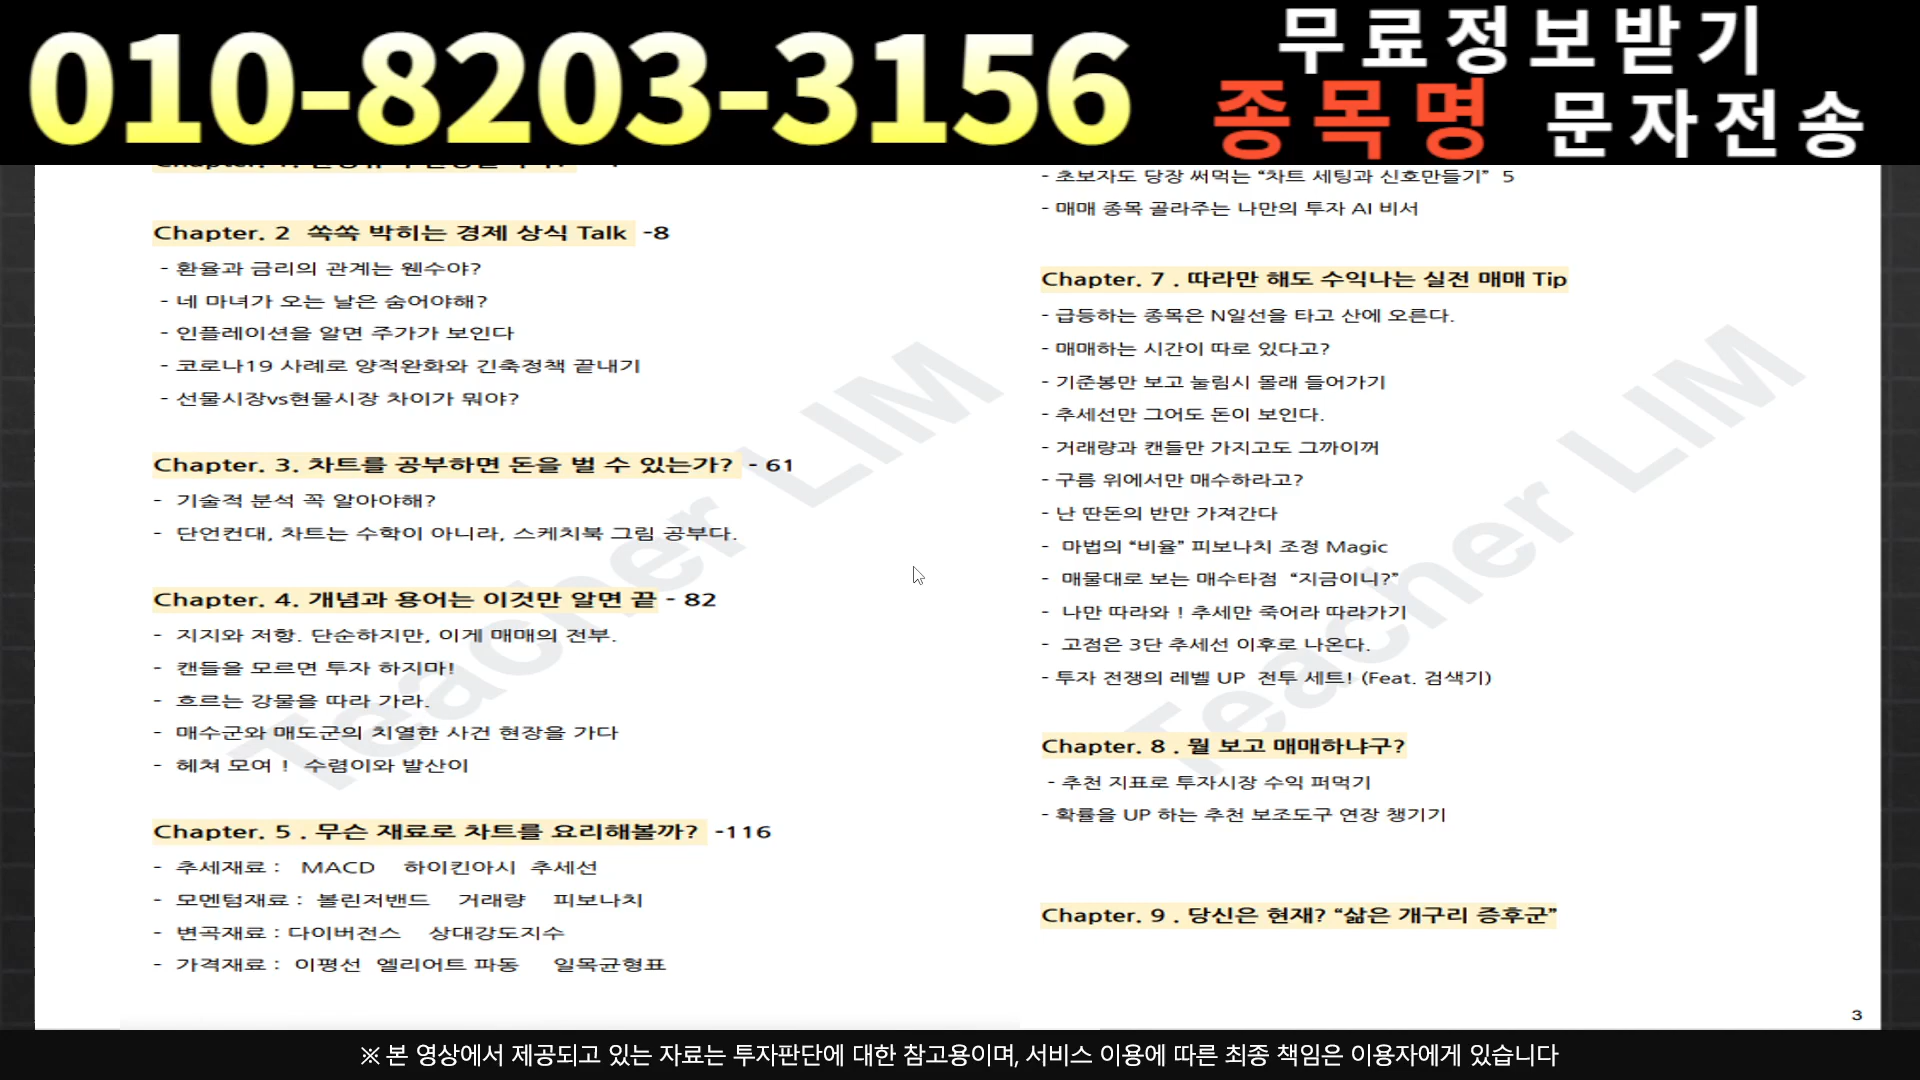 010-8203-3156
무료정보받기
종목명 문자전송
Chapter. 2 쏙쏙 박히는 경제 상식 Talk -8
- 환율과 금리의 관계는 웬수야?
- 네 마녀가 오는 날은 숨어야해?
- 인플레이션을 알면 주가가 보인다
- 코로나19 사례로 양적완화와 긴축정책 끝내기
- 선물시장vs현물시장 차이가 뭐야?
Chapter. 3. 차트를 공부하면 돈을 벌 수 있는가? - 61
- 기술적 분석 꼭 알아야해?
- 단언컨대, 차트는 수학이 아니라, 스케치북 그림 공부다.
Chapter. 4. 개념과 용어는 이것만 알면 끝 - 82
- 지지와 저항. 단순하지만, 이게 매매의 전부.
- 캔들을 모르면 투자 하지마!
- 흐르는 강물을 따라 가라.
- 매수군와 매도군의 치열한 사건 현장을 가다
- 헤쳐 모여 ! 수렴이와 발산이
Chapter. 5 . 무슨 재료로 차트를 요리해볼까? -116
- 추세재료 : MACD 하이킨아시 추세선
- 모멘텀재료 : 볼린저밴드 거래량 피보나치
- 변곡재료 : 다이버전스 상대강도지수
- 가격재료 : 이평선 엘리어트 파동 일목균형표
- 초보자도 당장 써먹는 “차트 세팅과 신호만들기” 5
- 매매 종목 골라주는 나만의 투자 AI 비서
Chapter. 7 . 따라만 해도 수익나는 실전 매매 Tip
- 급등하는 종목은 N일선을 타고 산에 오른다.
- 매매하는 시간이 따로 있다고?
- 기준봉만 보고 눌림시 몰래 들어가기
- 추세선만 그어도 돈이 보인다.
- 거래량과 캔들만 가지고도 그까이꺼
- 구름 위에서만 매수하라고?
- 난 딴돈의 반만 가져간다
- 마법의 “비율” 피보나치 조정 Magic
- 매물대로 보는 매수타점 “지금이니?”
- 나만 따라와 ! 추세만 죽어라 따라가기
- 고점은 3단 추세선 이후로 나온다.
- 투자 전쟁의 레벨 UP 전투 세트! (Feat. 검색기)
Chapter. 8 . 뭘 보고 매매하냐구?
- 추천 지표로 투자시장 수익 퍼먹기
- 확률을 UP 하는 추천 보조도구 연장 챙기기
Chapter. 9 . 당신은 현재? “삶은 개구리 증후군”
3
Teacher LIM
Teacher LIM
※ 본 영상에서 제공되고 있는 자료는 투자판단에 대한 참고용이며, 서비스 이용에 따른 최종 책임은 이용자에게 있습니다